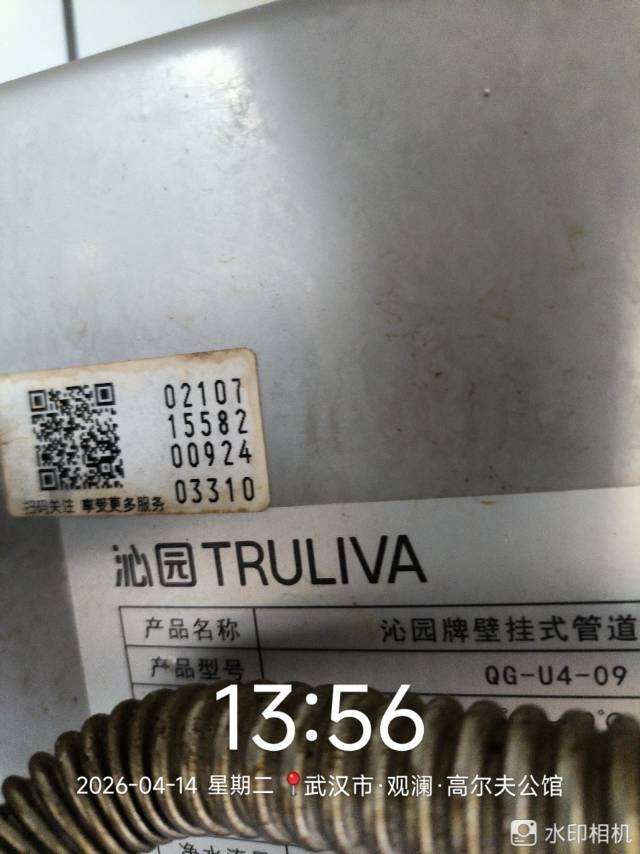 02107
15582
00924
03310
扫码关注 享受更多服务
沁园TRULIVA
产品名称 沁园牌壁挂式管道
产品型号 QG-U4-09
13:56
2026-04-14 星期二 武汉市·观澜·高尔夫公馆
净水流
水印相机